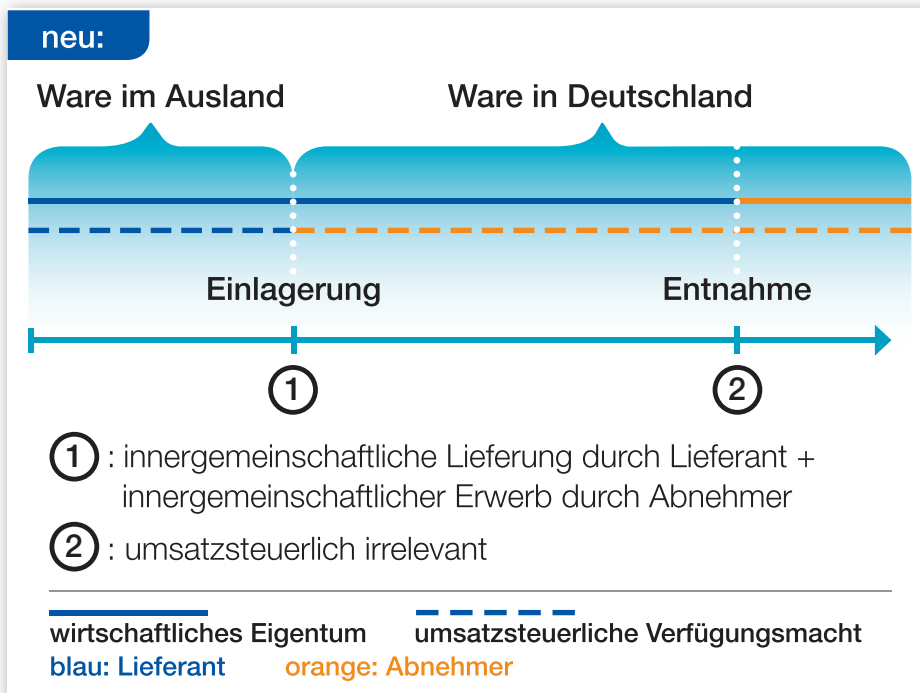 neu:
Ware im Ausland
Ware in Deutschland
Einlagerung
Entnahme
1
2
1 : innergemeinschaftliche Lieferung durch Lieferant +
innergemeinschaftlicher Erwerb durch Abnehmer
2 : umsatzsteuerlich irrelevant
wirtschaftliches Eigentum
umsatzsteuerliche Verfügungsmacht
blau: Lieferant
orange: Abnehmer